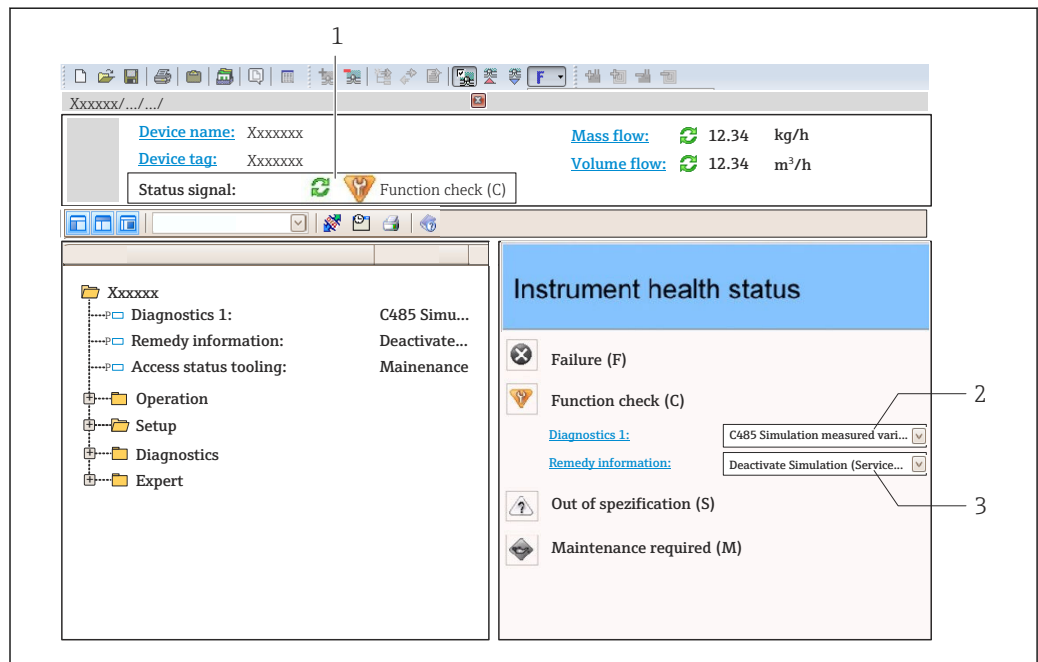 1
F
Xxxxxx/.../.../
Device name: Xxxxxxx
Mass flow: 12.34 kg/h
Device tag: Xxxxxxx
Volume flow: 12.34 m³/h
Status signal: Function check (C)
Instrument health status
Xxxxxx
P Diagnostics 1: C485 Simu...
P Remedy information: Deactivate...
P Access status tooling: Mainenance
Operation
Setup
Diagnostics
Expert
Failure (F)
Function check (C)
2
Diagnostics 1: C485 Simulation measured vari...
Remedy information: Deactivate Simulation (Service...
Out of spezification (S)
3
Maintenance required (M)